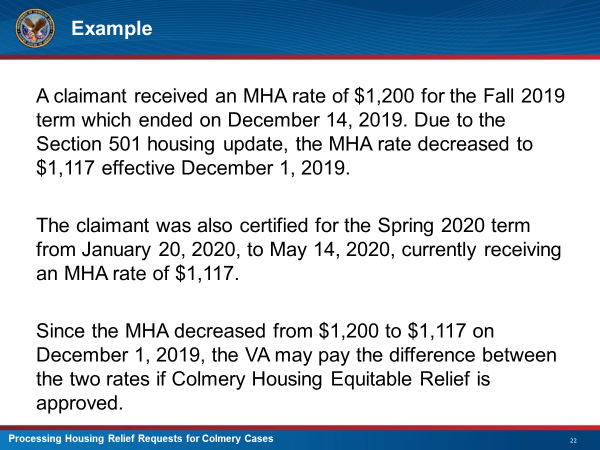 Example
A claimant received an MHA rate of $1,200 for the Fall 2019
term which ended on December 14, 2019. Due to the
Section 501 housing update, the MHA rate decreased to
$1,117 effective December 1, 2019.
The claimant was also certified for the Spring 2020 term
from January 20, 2020, to May 14, 2020, currently receiving
an MHA rate of $1,117.
Since the MHA decreased from $1,200 to $1,117 on
December 1, 2019, the VA may pay the difference between
the two rates if Colmery Housing Equitable Relief is
approved.
Processing Housing Relief Requests for Colmery Cases
22